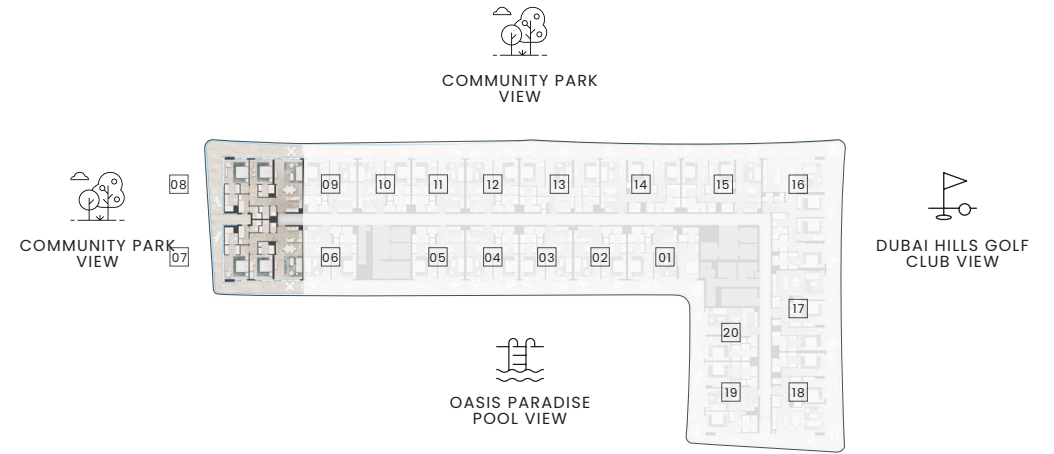 COMMUNITY PARK
VIEW
08
09
10
11
12
13
14
15
16
COMMUNITY PARK
VIEW
07
06
05
04
03
02
01
DUBAI HILLS GOLF
CLUB VIEW
17
20
19
18
OASIS PARADISE
POOL VIEW